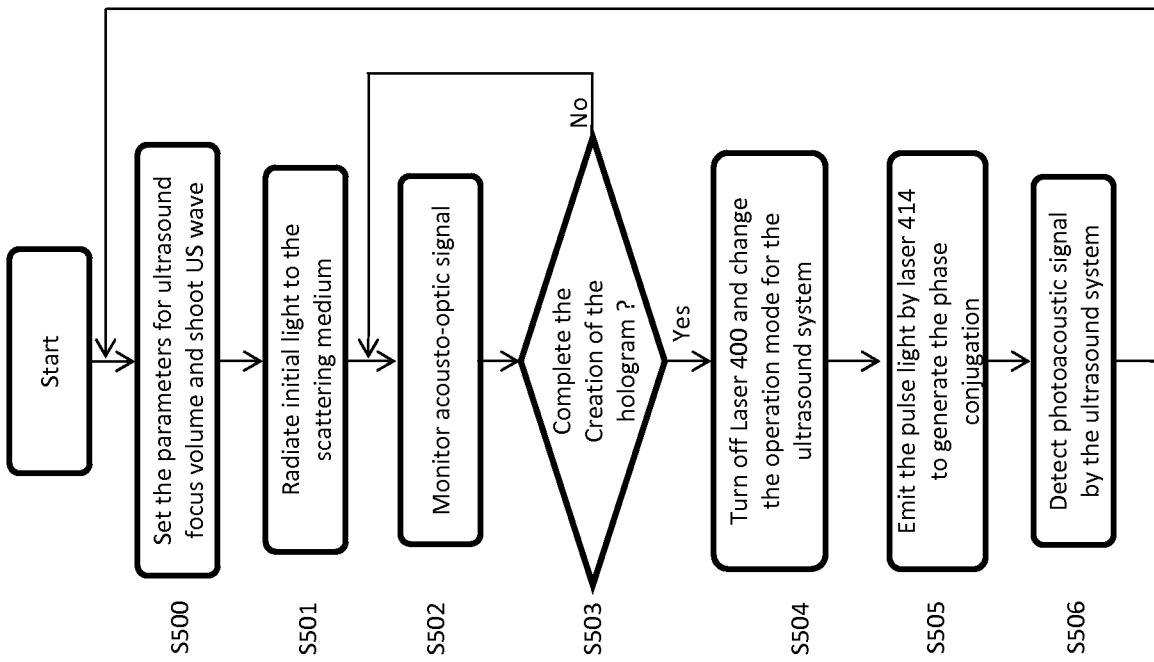 Start
S500
Set the parameters for ultrasound
focus volume and shoot US wave
S501
Radiate initial light to the
scattering medium
S502
Monitor acousto-optic signal
S503
Complete the
Creation of the
hologram ?
No
Yes
S504
Turn off Laser 400 and change
the operation mode for the
ultrasound system
S505
Emit the pulse light by laser 414
to generate the phase
conjugation
S506
Detect photoacoustic signal
by the ultrasound system